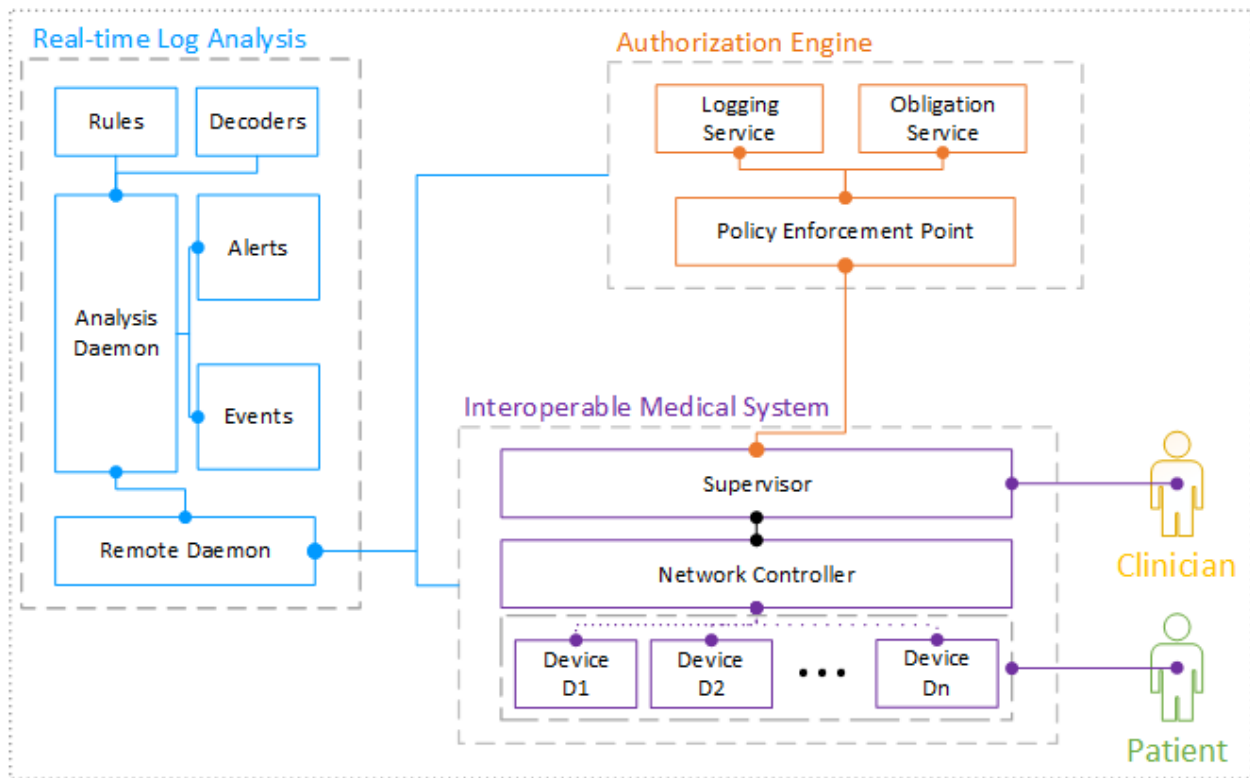 Real-time Log Analysis
Rules
Decoders
Analysis
Daemon
Alerts
Events
Remote Daemon
Authorization Engine
Logging
Service
Obligation
Service
Policy Enforcement Point
Interoperable Medical System
Supervisor
Network Controller
Device
D1
Device
D2
Device
Dn
Clinician
Patient